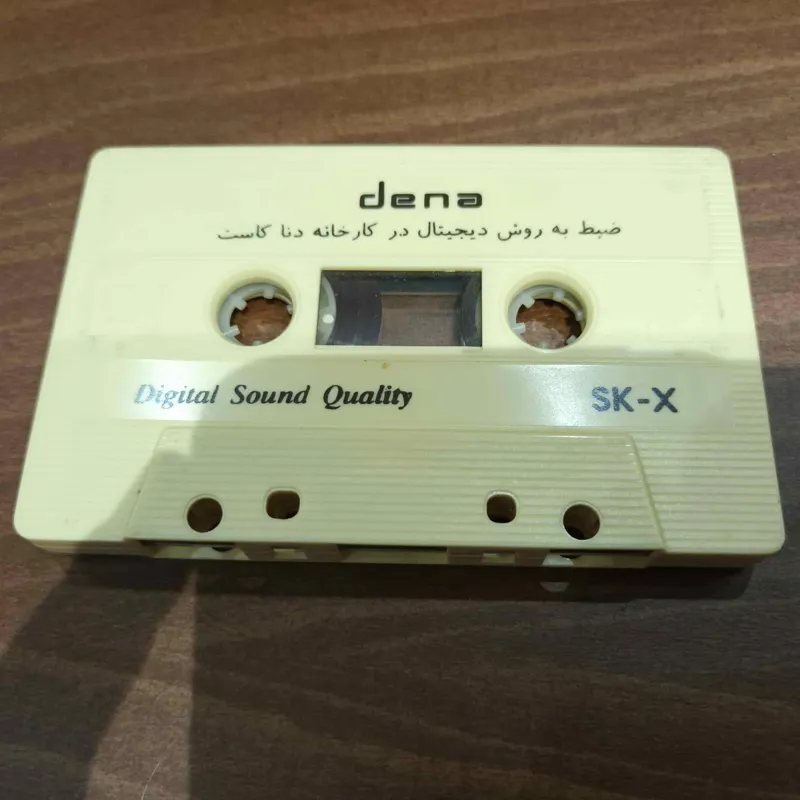 dena
ضبط به روش دیجیتال در کارخانه دنا کاست
Digital Sound Quality SK-X